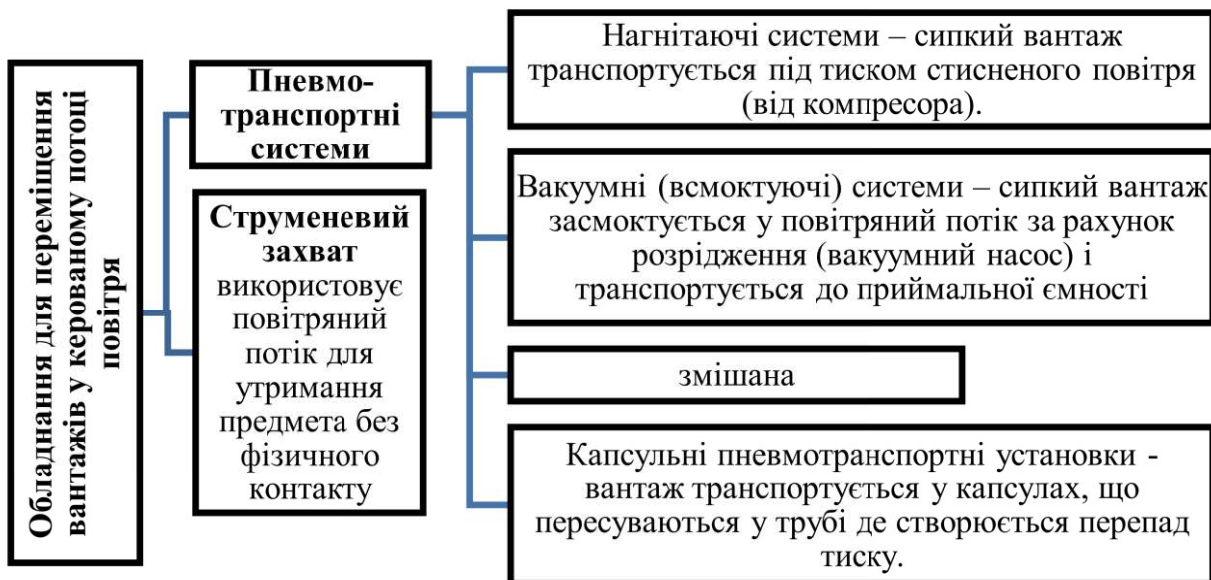 Обладнання для переміщення
вантажів у керованому потоці
повітря
Пневмо-
транспортні
системи
Струменевий
захват
використовує
повітряний
потік для
утримання
предмета без
фізичного
контакту
Нагнітаючі системи – сипкий вантаж
транспортується під тиском стисненого повітря
(від компресора).
Вакуумні (всмоктуючі) системи – сипкий вантаж
засмоктується у повітряний потік за рахунок
розрідження (вакуумний насос) і
транспортується до приймальної ємності
змішана
Капсульні пневмотранспортні установки -
вантаж транспортується у капсулах, що
пересуваються у трубі де створюється перепад
тиску.